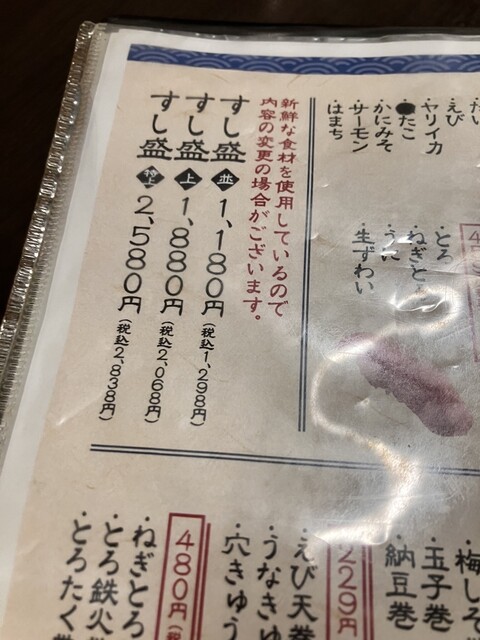 たい
えび
ヤリイカ
たこ
かにみそ
サーモン
はまち
とろ
ねぎとろ
うに
生ずわい
新鮮な食材を使用しているので
内容の変更の場合がございます。
すし盛 並 1,180円(税込1,298円)
すし盛 上 1,880円(税込2,068円)
すし盛 特上 2,580円(税込2,838円)
梅しそ巻
玉子巻
納豆巻
229円
えび天巻
うなきゅう
穴きゅう
480円(税
ねぎとろ
とろ鉄火巻
とろたく巻